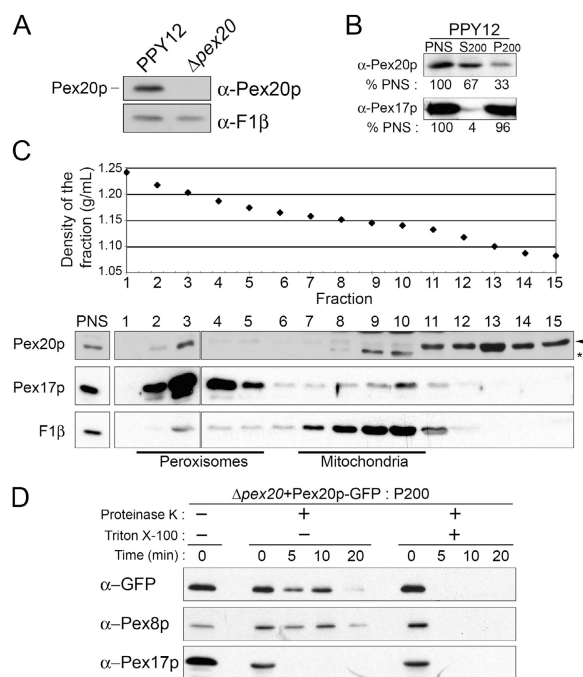 A
PPY12
Δpex20
Pex20p –
α-Pex20p
α-F1β
B
PPY12
PNS S200 P200
α-Pex20p
% PNS : 100 67 33
α-Pex17p
% PNS : 100 4 96
C
Density of the
fraction (g/mL)
1.25
1.20
1.15
1.10
1.05
1 2 3 4 5 6 7 8 9 10 11 12 13 14 15
Fraction
PNS 1 2 3 4 5 6 7 8 9 10 11 12 13 14 15
Pex20p
*
Pex17p
F1β
Peroxisomes Mitochondria
D
Δpex20+Pex20p-GFP : P200
Proteinase K : – + +
Triton X-100 : – – +
Time (min) : 0 0 5 10 20 0 5 10 20
α–GFP
α–Pex8p
α–Pex17p